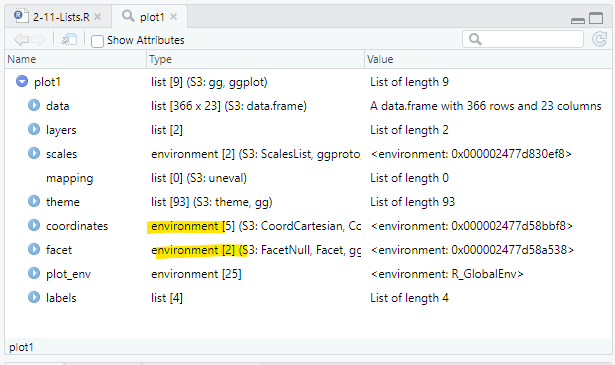 2-11-Lists.R plot1
Show Attributes
Name Type Value
plot1 list [9] (S3: gg, ggplot) List of length 9
data list [366 x 23] (S3: data.frame) A data.frame with 366 rows and 23 columns
layers list [2] List of length 2
scales environment [2] (S3: ScalesList, ggproto <environment: 0x000002477d830ef8>
mapping list [0] (S3: uneval) List of length 0
theme list [93] (S3: theme, gg) List of length 93
coordinates environment [5] (S3: CoordCartesian, Co <environment: 0x000002477d58bbf8>
facet environment [2] (S3: FacetNull, Facet, gg <environment: 0x000002477d58a538>
plot_env environment [25] <environment: R_GlobalEnv>
labels list [4] List of length 4
plot1